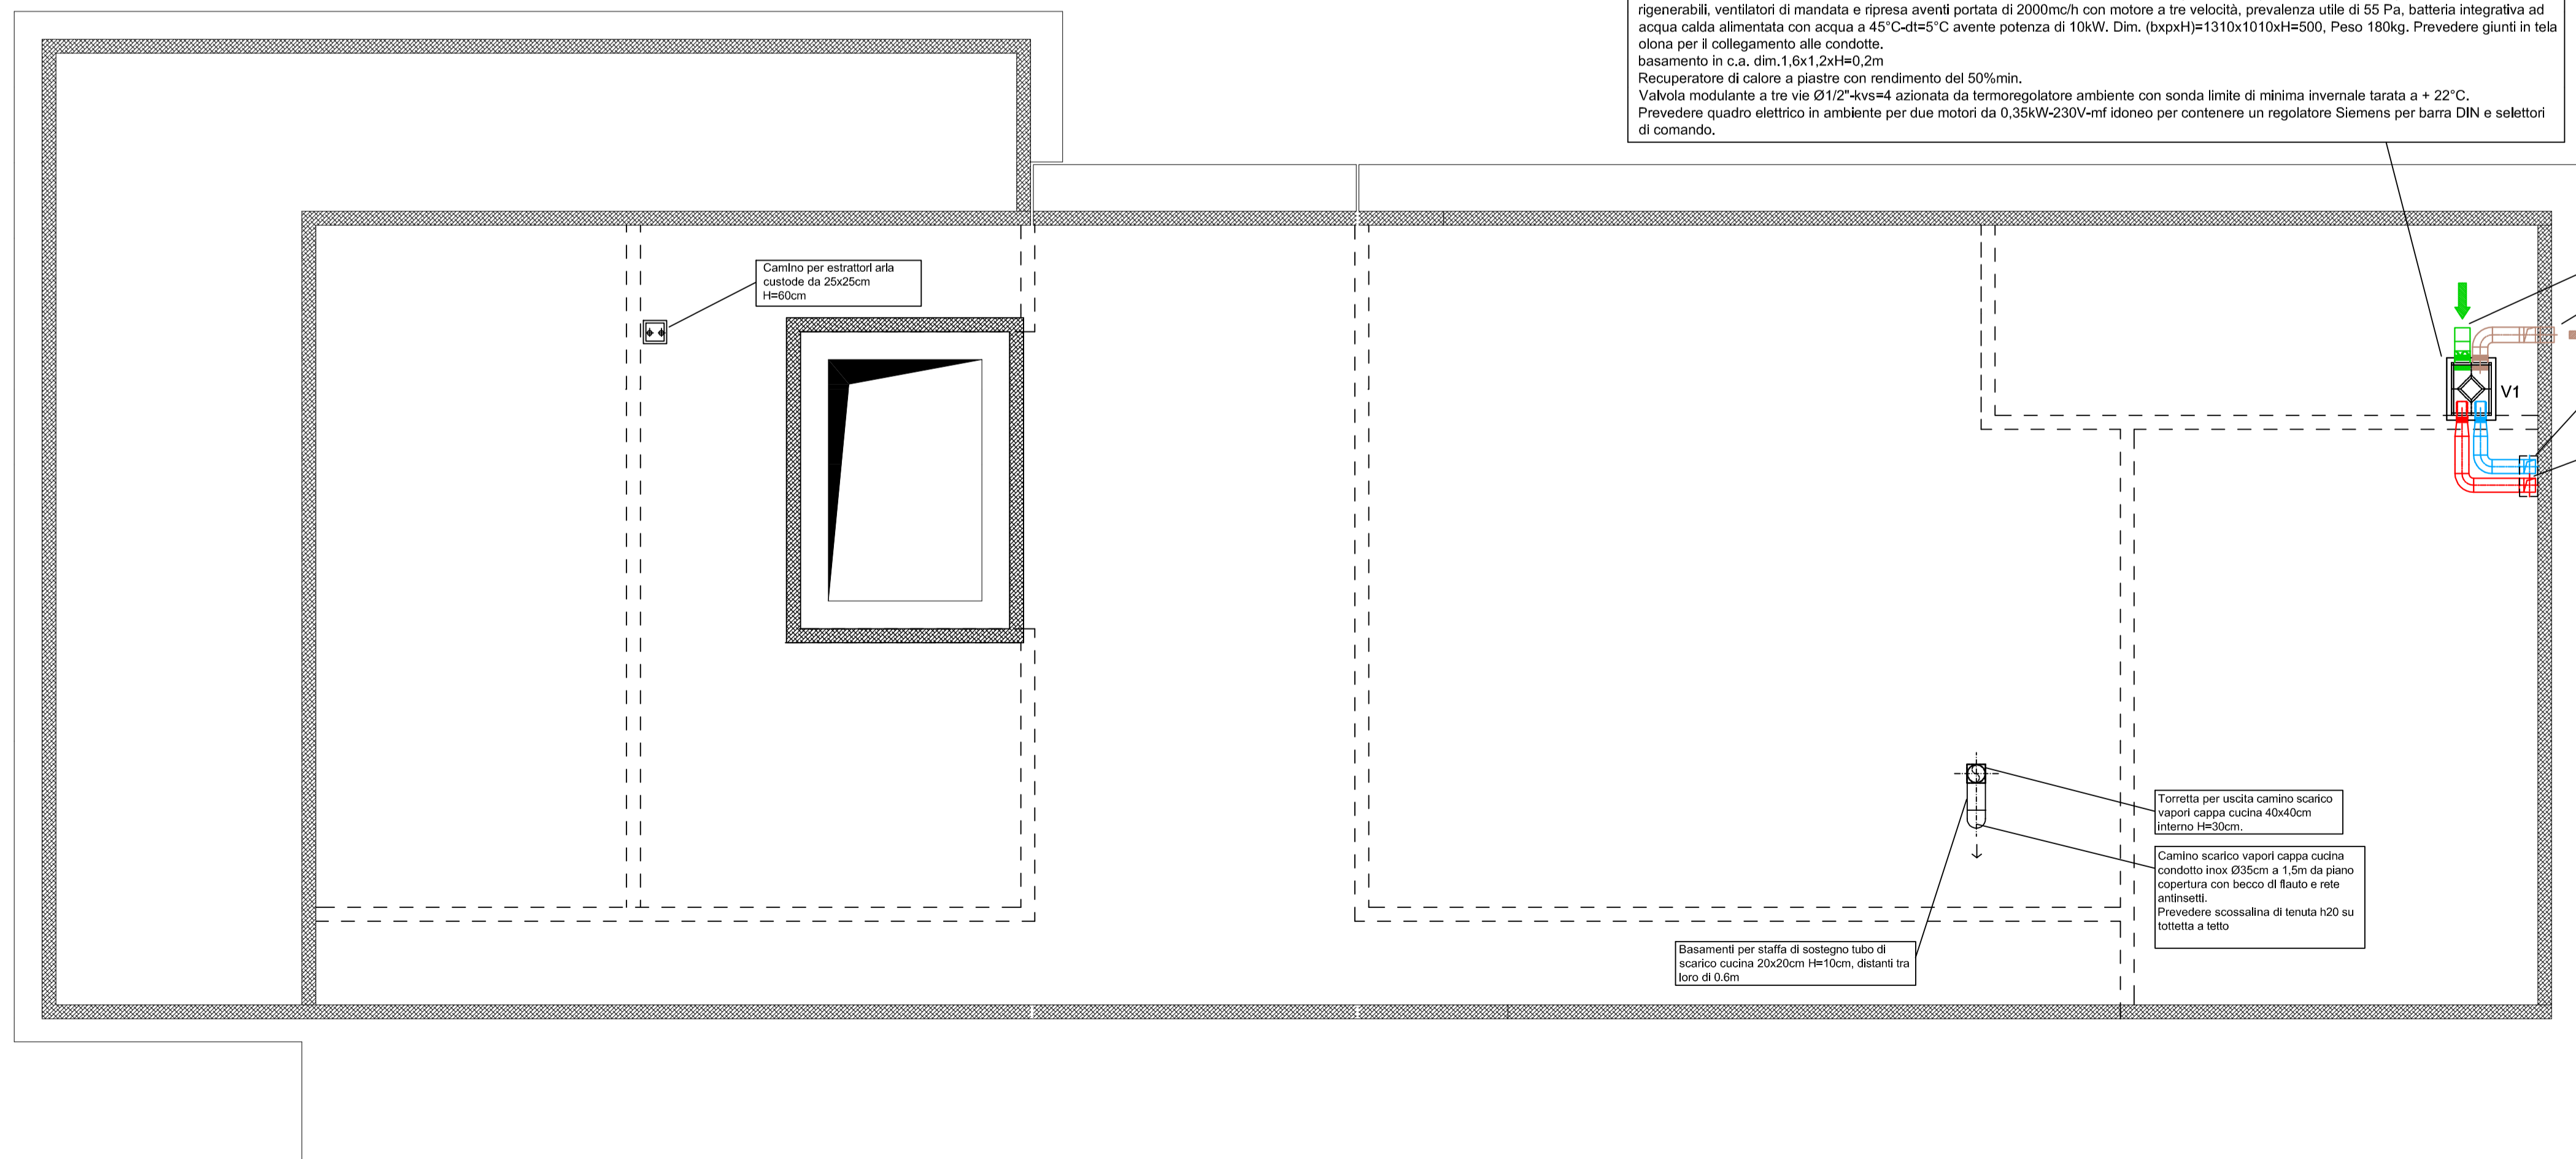 rigenerabili, ventilatori di mandata e ripresa aventi portata di 2000mc/h con motore a tre velocità, prevalenza utile di 55 Pa, batteria integrativa ad
acqua calda alimentata con acqua a 45°C-dt=5°C avente potenza di 10kW. Dim. (bxpxH)=1310x1010xH=500, Peso 180kg. Prevedere giunti in tela
olona per il collegamento alle condotte.
basamento in c.a. dim.1,6x1,2xH=0,2m
Recuperatore di calore a piastre con rendimento del 50%min.
Valvola modulante a tre vie Ø1/2"-kvs=4 azionata da termoregolatore ambiente con sonda limite di minima invernale tarata a + 22°C.
Prevedere quadro elettrico in ambiente per due motori da 0,35kW-230V-mf idoneo per contenere un regolatore Siemens per barra DIN e selettori
di comando.
Camino per estrattori aria
custode da 25x25cm
H=60cm
V1
Torretta per uscita camino scarico
vapori cappa cucina 40x40cm
interno H=30cm.
Camino scarico vapori cappa cucina
condotto inox Ø35cm a 1,5m da piano
copertura con becco di flauto e rete
antinsetti.
Prevedere scossalina di tenuta h20 su
tottetta a tetto
Basamenti per staffa di sostegno tubo di
scarico cucina 20x20cm H=10cm, distanti tra
loro di 0.6m